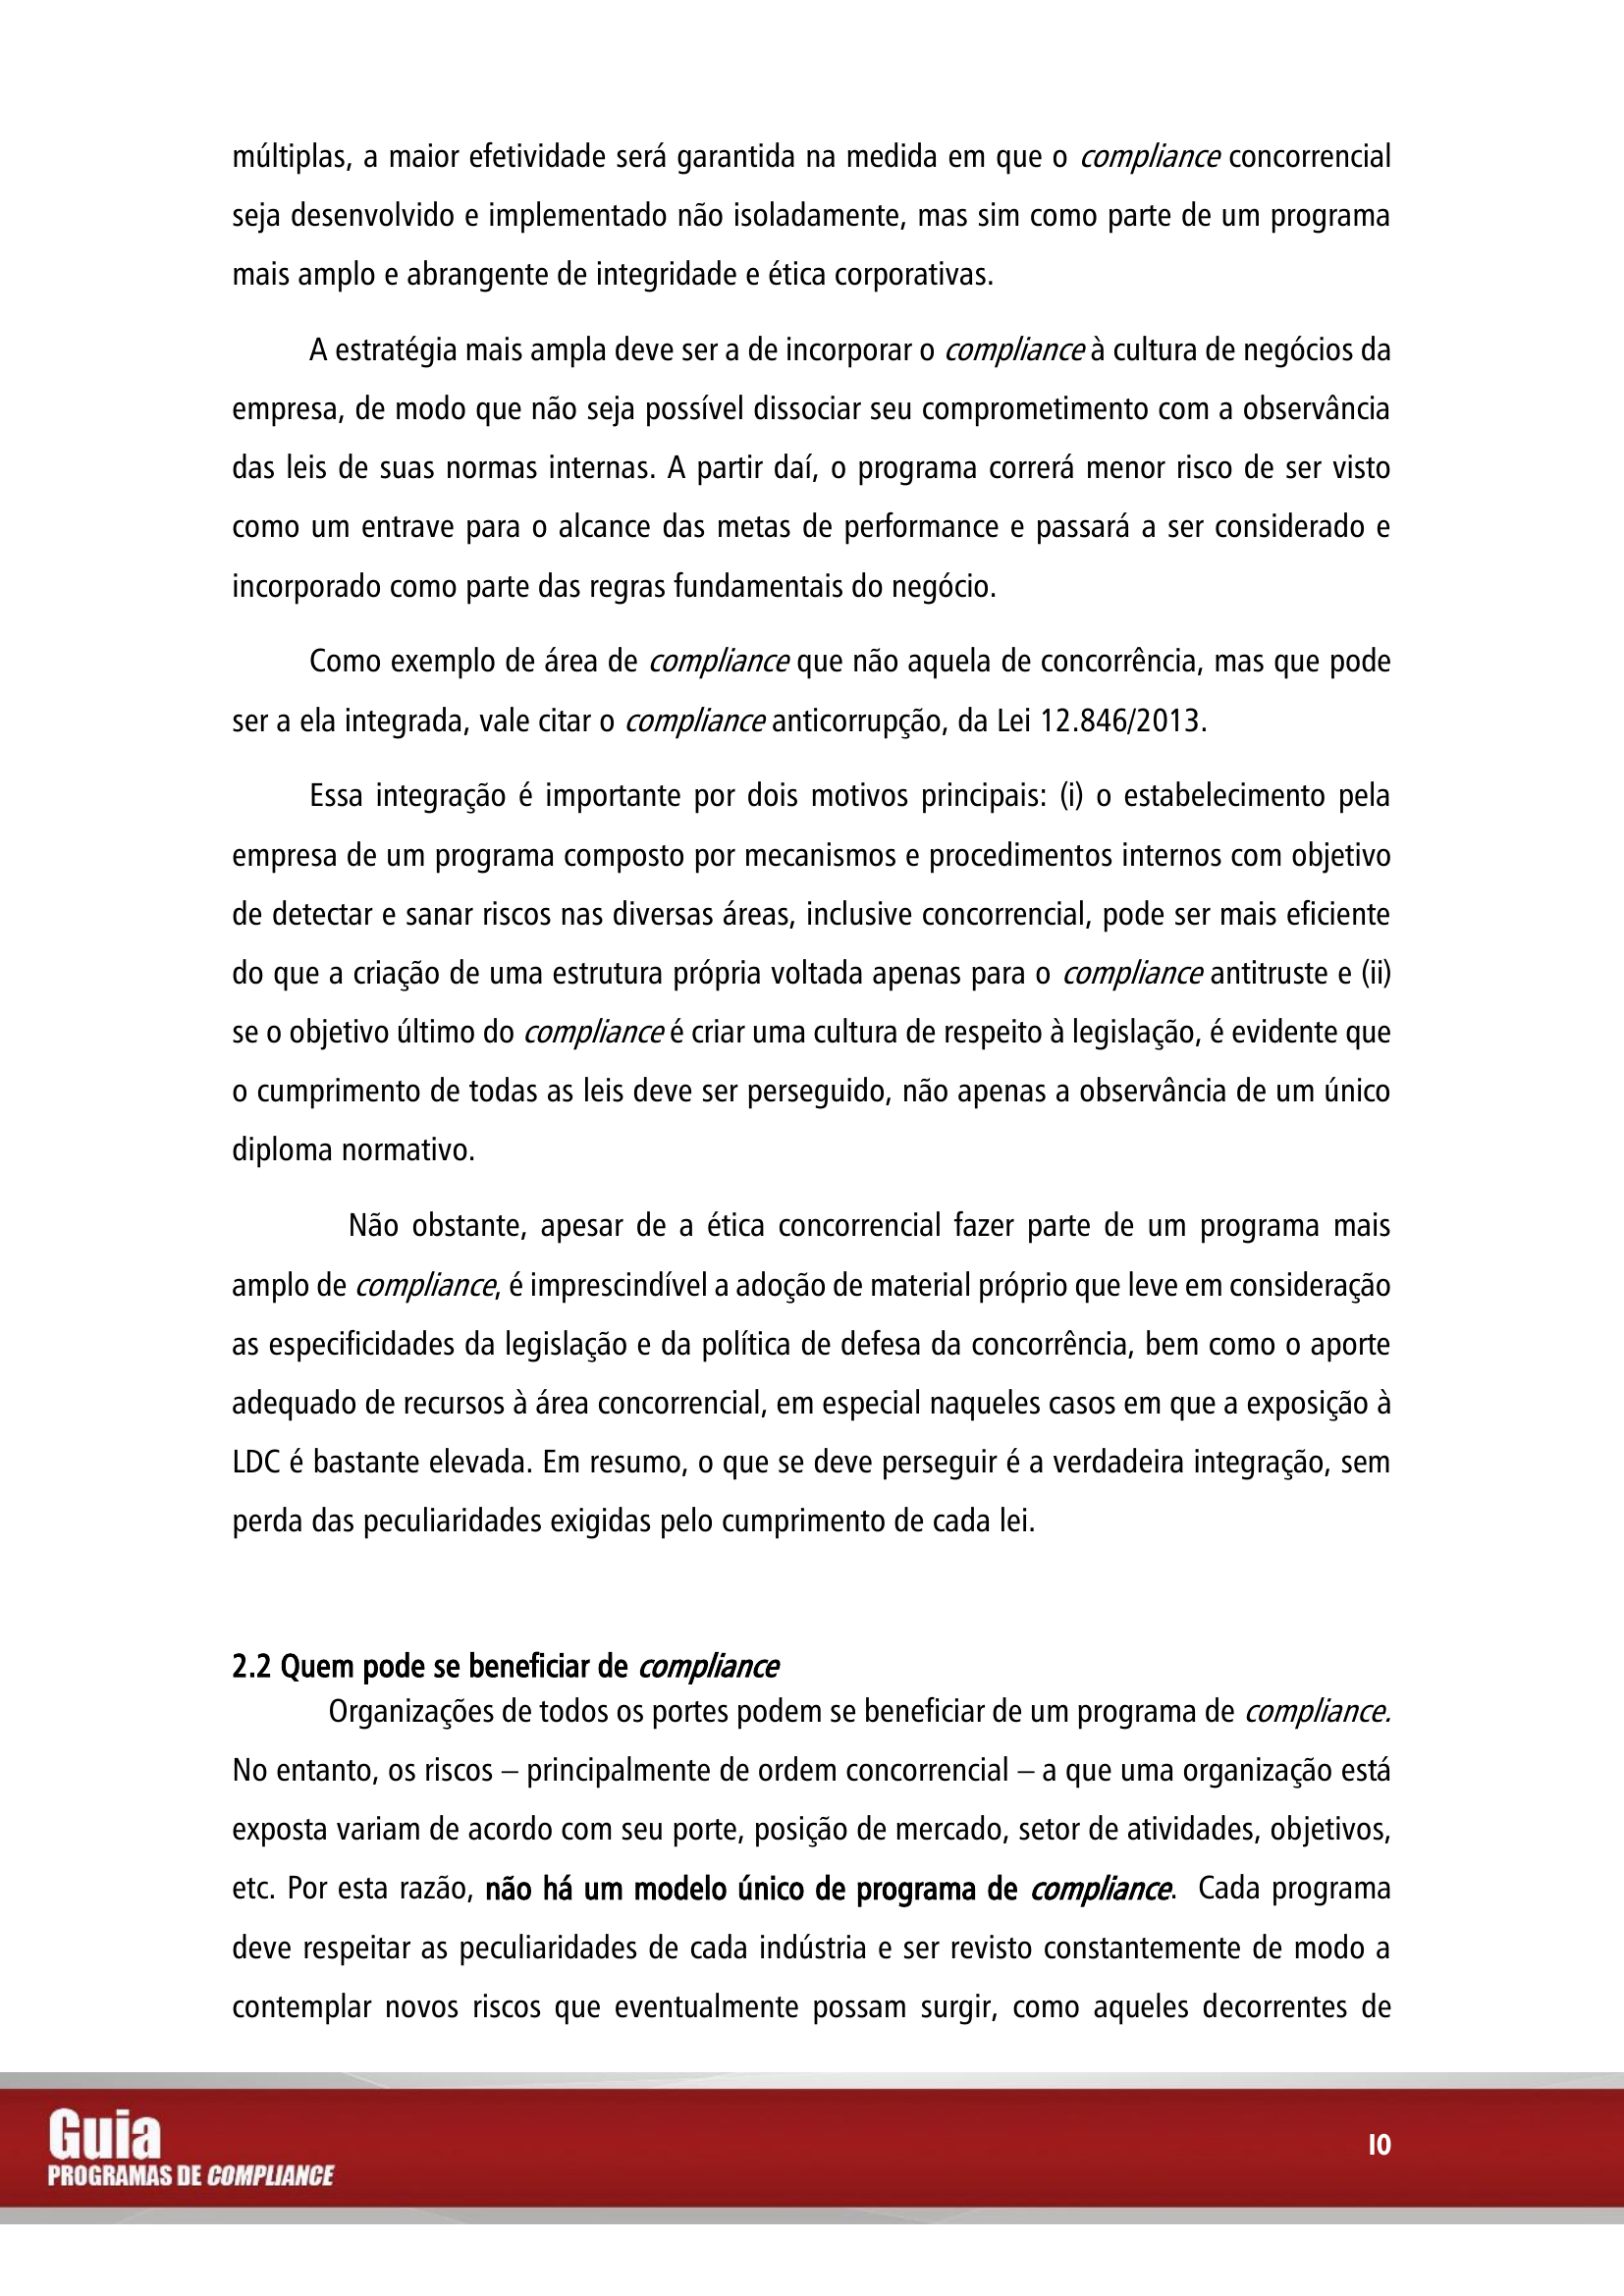 múltiplas, a maior efetividade será garantida na medida em que o compliance concorrencial
seja desenvolvido e implementado não isoladamente, mas sim como parte de um programa
mais amplo e abrangente de integridade e ética corporativas.
A estratégia mais ampla deve ser a de incorporar o compliance à cultura de negócios da
empresa, de modo que não seja possível dissociar seu comprometimento com a observância
das leis de suas normas internas. A partir daí, o programa correrá menor risco de ser visto
como um entrave para o alcance das metas de performance e passará a ser considerado e
incorporado como parte das regras fundamentais do negócio.
Como exemplo de área de compliance que não aquela de concorrência, mas que pode
ser a ela integrada, vale citar o compliance anticorrupção, da Lei 12.846/2013.
Essa integração é importante por dois motivos principais: (i) o estabelecimento pela
empresa de um programa composto por mecanismos e procedimentos internos com objetivo
de detectar e sanar riscos nas diversas áreas, inclusive concorrencial, pode ser mais eficiente
do que a criação de uma estrutura própria voltada apenas para o compliance antitruste e (ii)
se o objetivo último do compliance é criar uma cultura de respeito à legislação, é evidente que
o cumprimento de todas as leis deve ser perseguido, não apenas a observância de um único
diploma normativo.
Não obstante, apesar de a ética concorrencial fazer parte de um programa mais
amplo de compliance, é imprescindível a adoção de material próprio que leve em consideração
as especificidades da legislação e da política de defesa da concorrência, bem como o aporte
adequado de recursos à área concorrencial, em especial naqueles casos em que a exposição à
LDC é bastante elevada. Em resumo, o que se deve perseguir é a verdadeira integração, sem
perda das peculiaridades exigidas pelo cumprimento de cada lei.
2.2 Quem pode se beneficiar de compliance
Organizações de todos os portes podem se beneficiar de um programa de compliance.
No entanto, os riscos – principalmente de ordem concorrencial – a que uma organização está
exposta variam de acordo com seu porte, posição de mercado, setor de atividades, objetivos,
etc. Por esta razão, não há um modelo único de programa de compliance. Cada programa
deve respeitar as peculiaridades de cada indústria e ser revisto constantemente de modo a
contemplar novos riscos que eventualmente possam surgir, como aqueles decorrentes de
Guia
PROGRAMAS DE COMPLIANCE
10